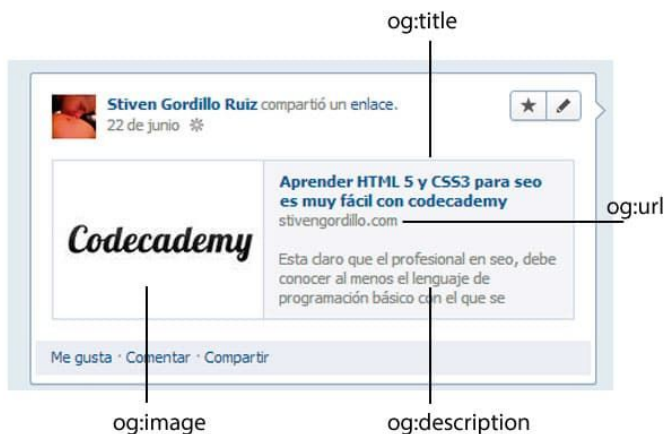 og:title
Stiven Gordillo Ruiz compartió un enlace.
22 de junio
Codecademy
Aprender HTML 5 y CSS3 para seo
es muy fácil con codecademy
stivengordillo.com
og:url
Esta claro que el profesional en seo, debe
conocer al menos el lenguaje de
programación básico con el que se
Me gusta · Comentar · Compartir
og:image
og:description